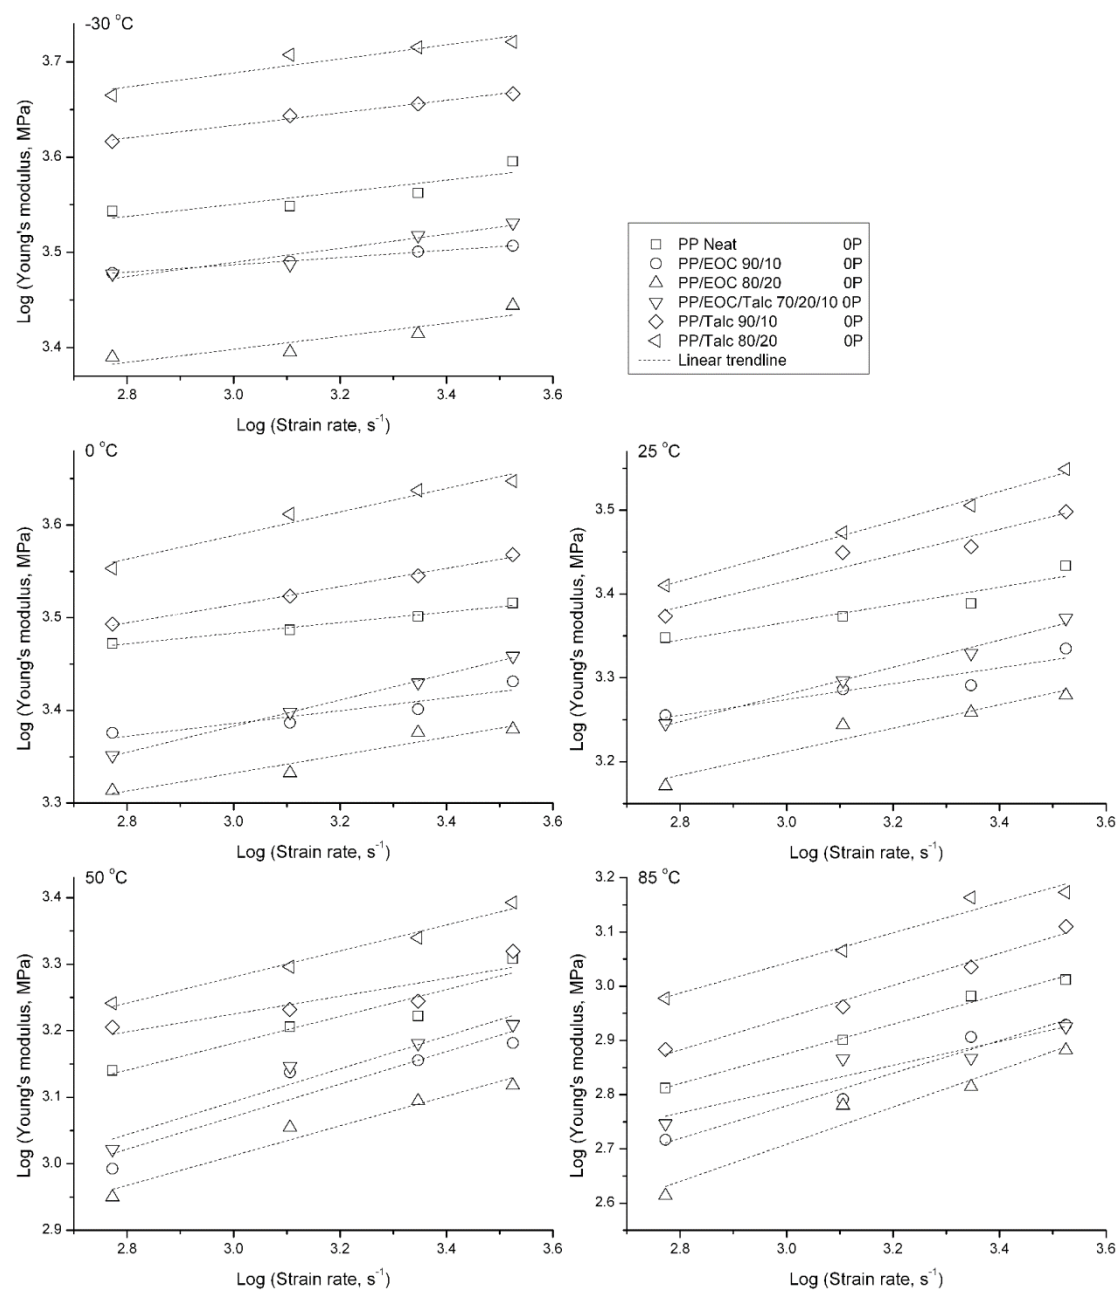 -30 °C
3.7
3.6
3.5
3.4
Log (Young's modulus, MPa)
2.8 3.0 3.2 3.4 3.6
Log (Strain rate, s⁻¹)
PP Neat 0P
PP/EOC 90/10 0P
PP/EOC 80/20 0P
PP/EOC/Talc 70/20/10 0P
PP/Talc 90/10 0P
PP/Talc 80/20 0P
Linear trendline
0 °C
3.6
3.5
3.4
3.3
Log (Young's modulus, MPa)
2.8 3.0 3.2 3.4 3.6
Log (Strain rate, s⁻¹)
25 °C
3.5
3.4
3.3
3.2
Log (Young's modulus, MPa)
2.8 3.0 3.2 3.4 3.6
Log (Strain rate, s⁻¹)
50 °C
3.4
3.3
3.2
3.1
3.0
2.9
Log (Young's modulus, MPa)
2.8 3.0 3.2 3.4 3.6
Log (Strain rate, s⁻¹)
85 °C
3.2
3.1
3.0
2.9
2.8
2.7
2.6
Log (Young's modulus, MPa)
2.8 3.0 3.2 3.4 3.6
Log (Strain rate, s⁻¹)